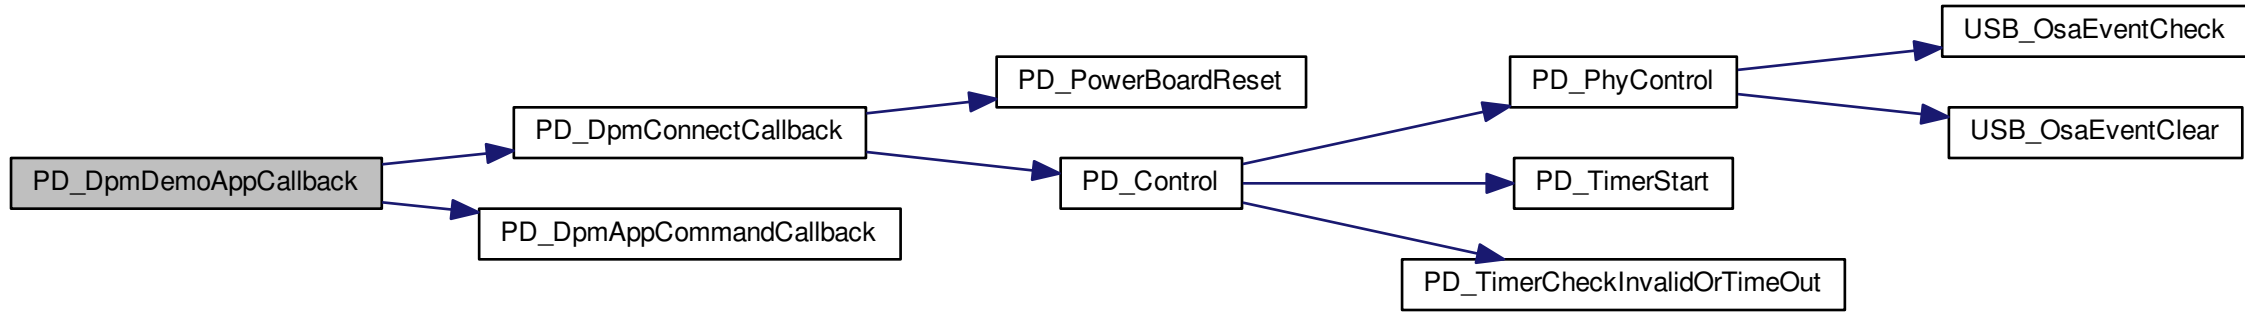 PD_DpmDemoAppCallback
PD_DpmConnectCallback
PD_DpmAppCommandCallback
PD_PowerBoardReset
PD_Control
PD_PhyControl
PD_TimerStart
PD_TimerCheckInvalidOrTimeOut
USB_OsaEventCheck
USB_OsaEventClear